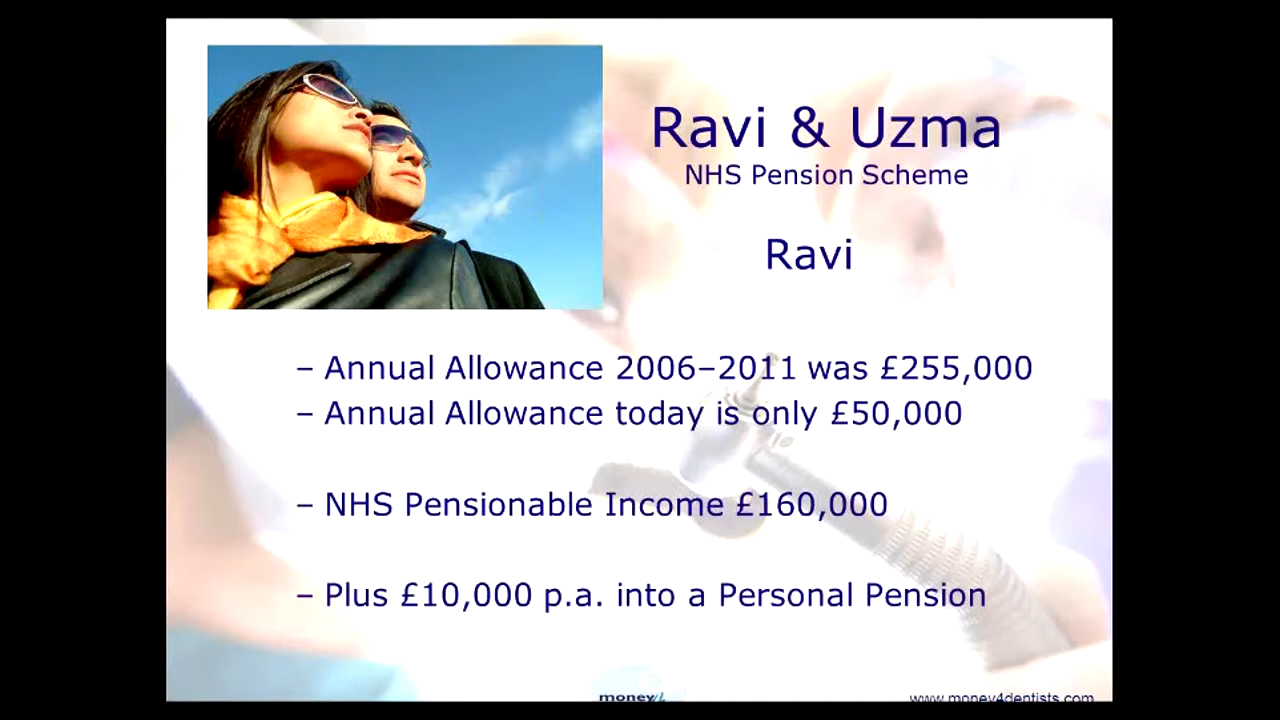 Ravi & Uzma
NHS Pension Scheme
Ravi
– Annual Allowance 2006–2011 was £255,000
– Annual Allowance today is only £50,000
– NHS Pensionable Income £160,000
– Plus £10,000 p.a. into a Personal Pension
money4
www.money4dentists.com